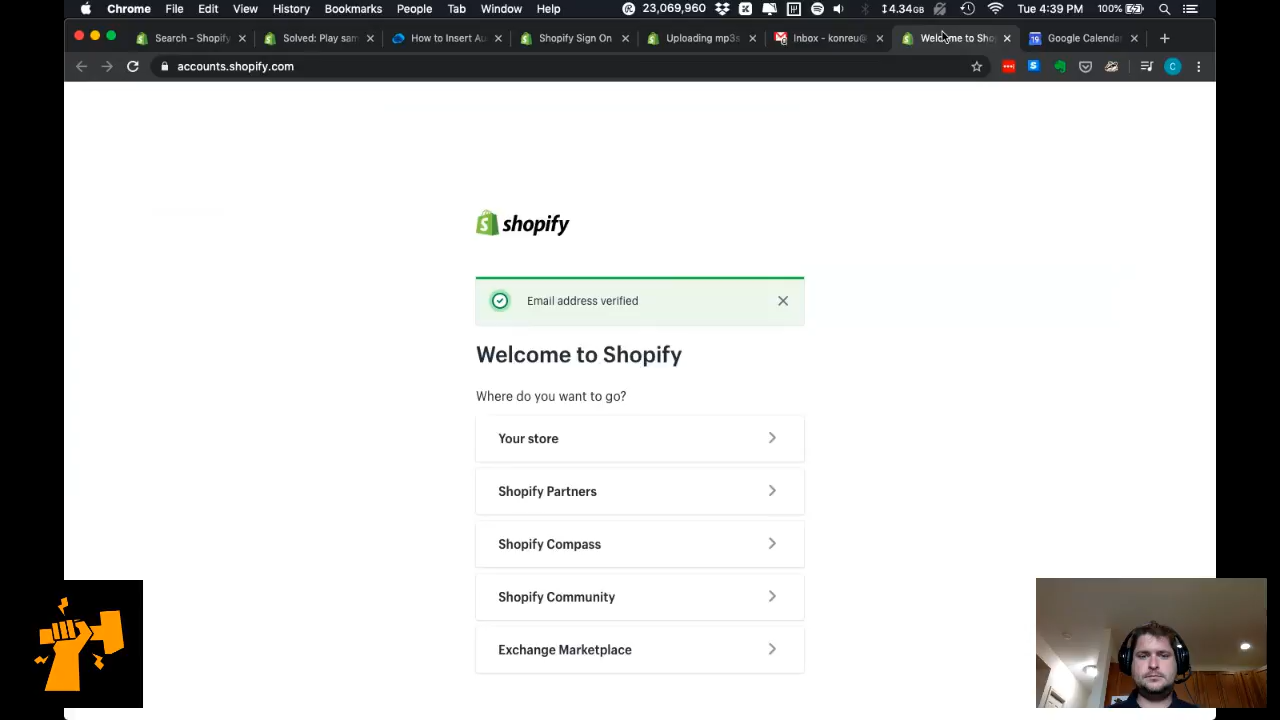 Chrome File Edit View History Bookmarks People Tab Window Help 23,069,960 14.34GB Tue 4:39 PM 100%
Search - Shopify Solved: Play sam How to Insert Au Shopify Sign On Uploading mp3s Inbox - konreu@ Welcome to Shop Google Calendar
accounts.shopify.com
C
shopify
Email address verified
Welcome to Shopify
Where do you want to go?
Your store
Shopify Partners
Shopify Compass
Shopify Community
Exchange Marketplace